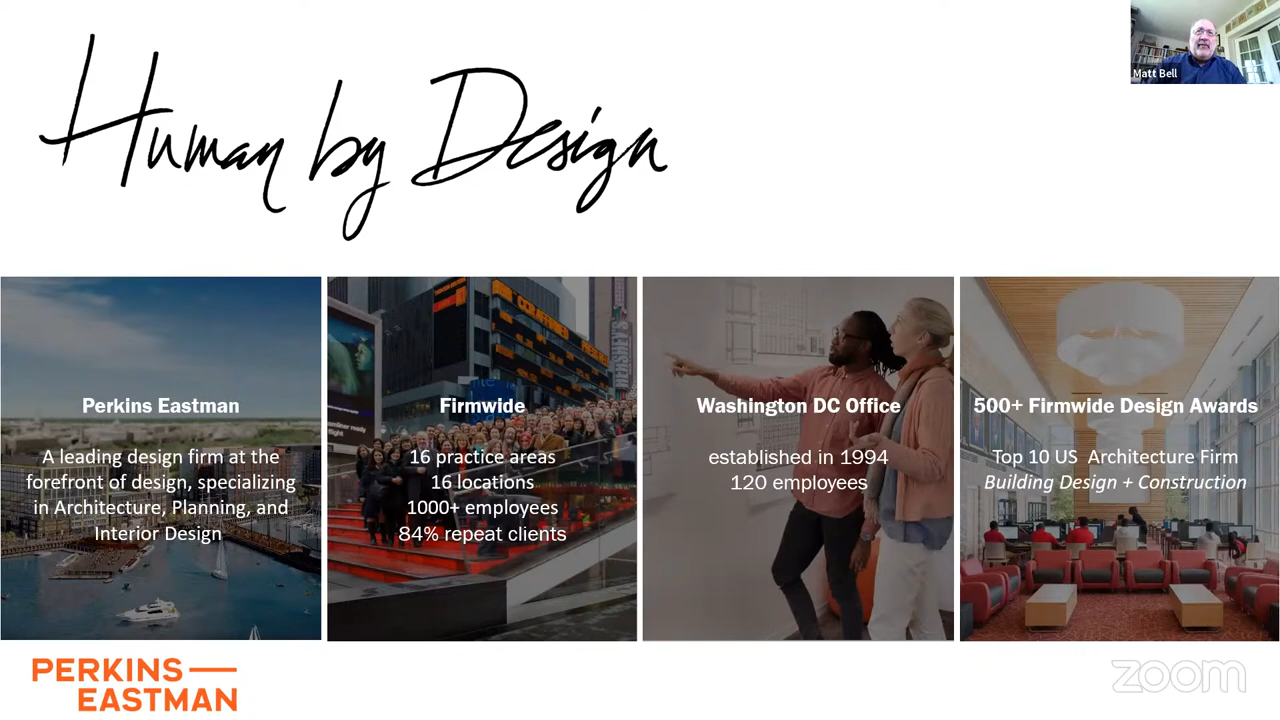 Human by Design
Matt Bell
Perkins Eastman
A leading design firm at the
forefront of design, specializing
in Architecture, Planning, and
Interior Design
Firmwide
16 practice areas
16 locations
1000+ employees
84% repeat clients
Washington DC Office
established in 1994
120 employees
500+ Firmwide Design Awards
Top 10 US Architecture Firm
Building Design + Construction
HERSHEY'S
PERKINS
EASTMAN
zoom